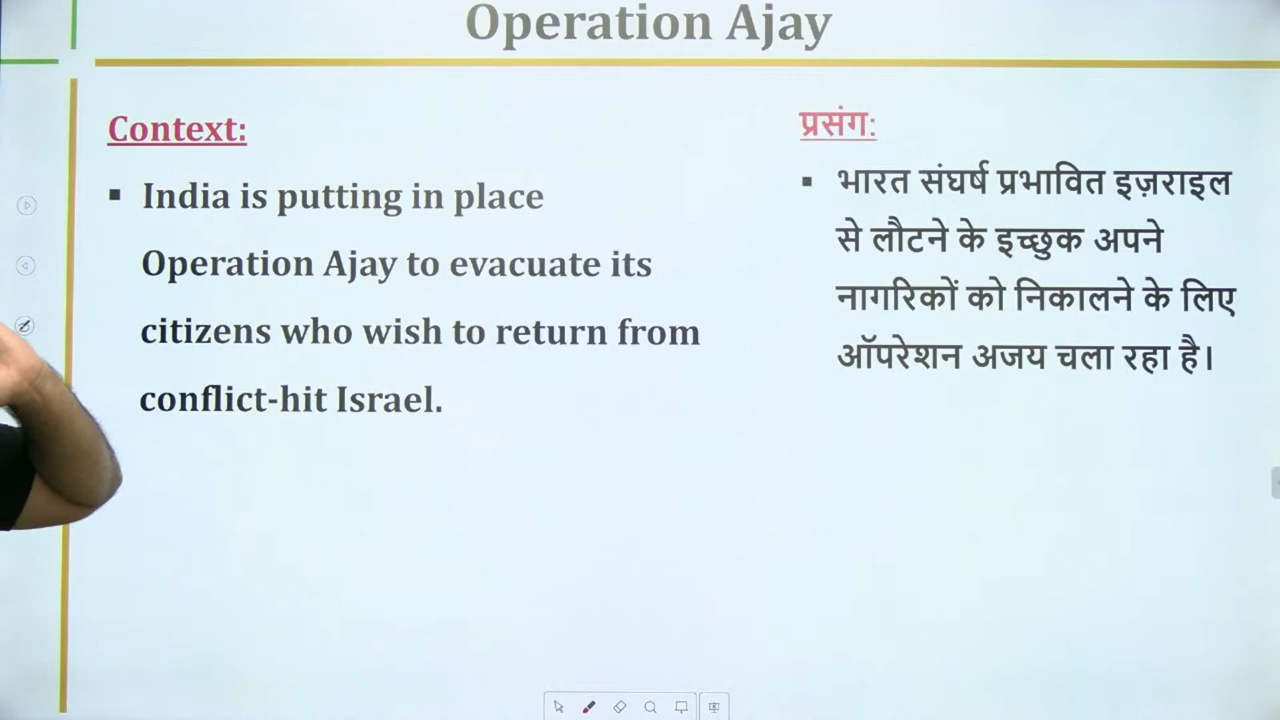 Operation Ajay
Context:
▪ India is putting in place
Operation Ajay to evacuate its
citizens who wish to return from
conflict-hit Israel.
प्रसंग:
▪ भारत संघर्ष प्रभावित इज़राइल
से लौटने के इच्छुक अपने
नागरिकों को निकालने के लिए
ऑपरेशन अजय चला रहा है।